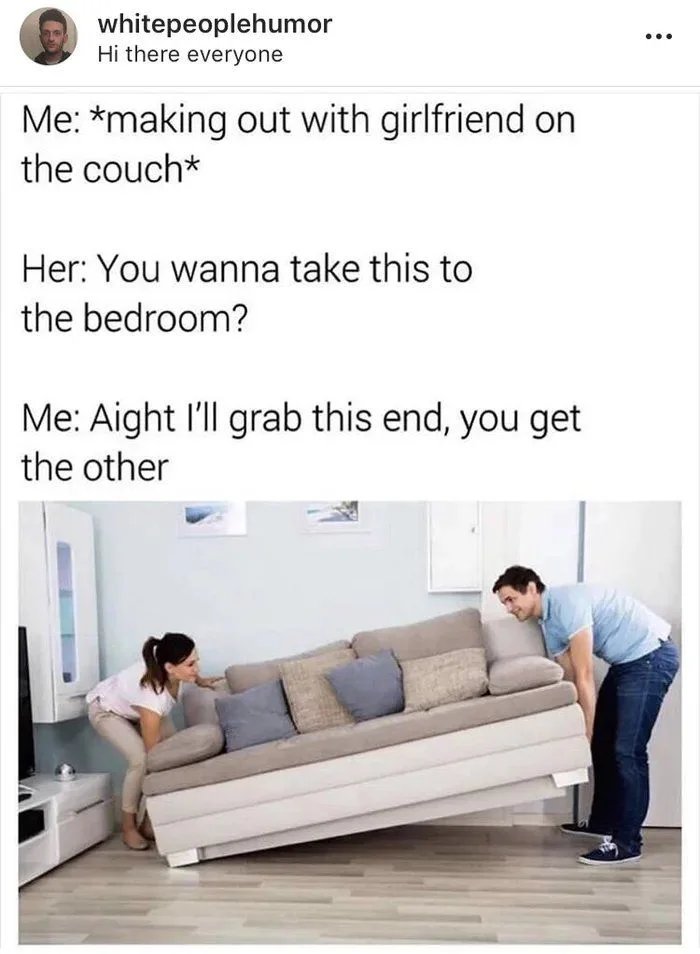 whitepeoplehumor
Hi there everyone
Me: *making out with girlfriend on
the couch*
Her: You wanna take this to
the bedroom?
Me: Aight I'll grab this end, you get
the other